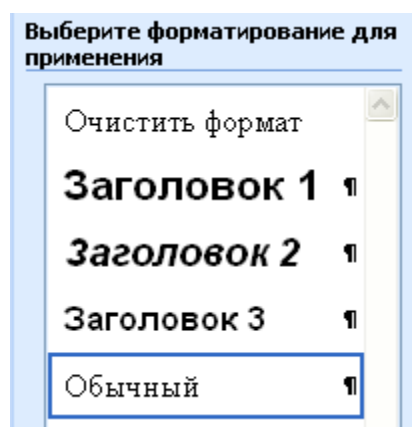 Выберите форматирование для
применения
Очистить формат
Заголовок 1 ¶
Заголовок 2 ¶
Заголовок 3 ¶
Обычный ¶